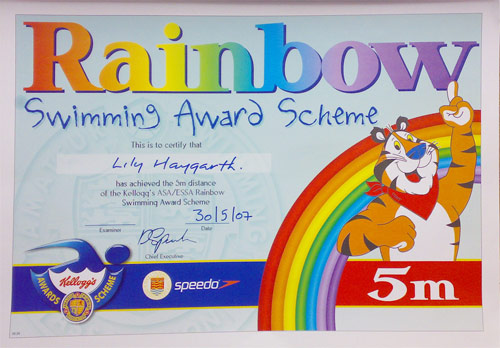 Rainbow
Swimming Award Scheme
This is to certify that
Lily Haygarth.
has achieved the 5m distance
of the Kellogg's ASA/ESSA Rainbow
Swimming Award Scheme
30/5/07
Examiner
Date
Chief Executive
Kellogg's
AWARDS SCHEME
speedo
5m